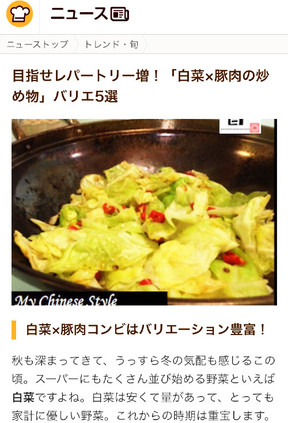 ニュース
ニューストップ トレンド・旬
目指せレパートリー増！「白菜×豚肉の炒
め物」バリエ5選
My Chinese Style
白菜×豚肉コンビはバリエーション豊富！
秋も深まってきて、うっすら冬の気配も感じるこの
頃。スーパーにもたくさん並び始める野菜といえば
白菜ですよね。白菜は安くて量があって、とっても
家計に優しい野菜。これからの時期は重宝します。